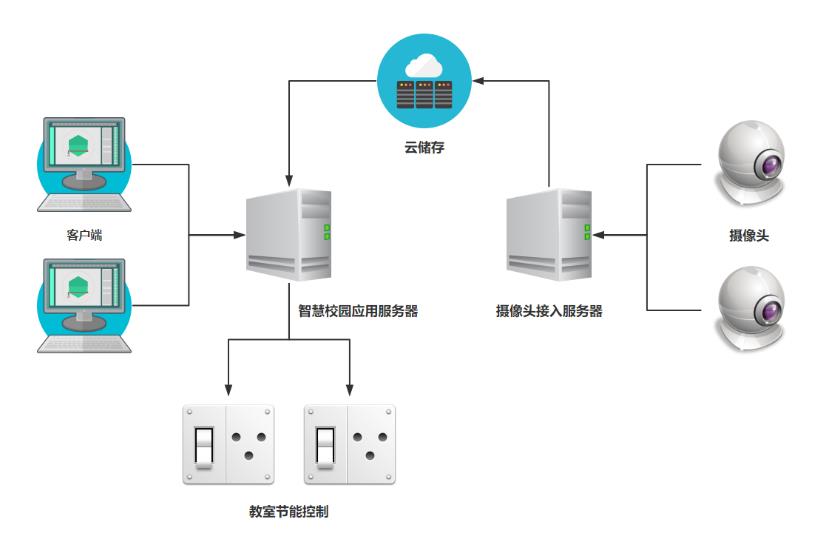 云储存
客户端
摄像头
智慧校园应用服务器
摄像头接入服务器
教室节能控制